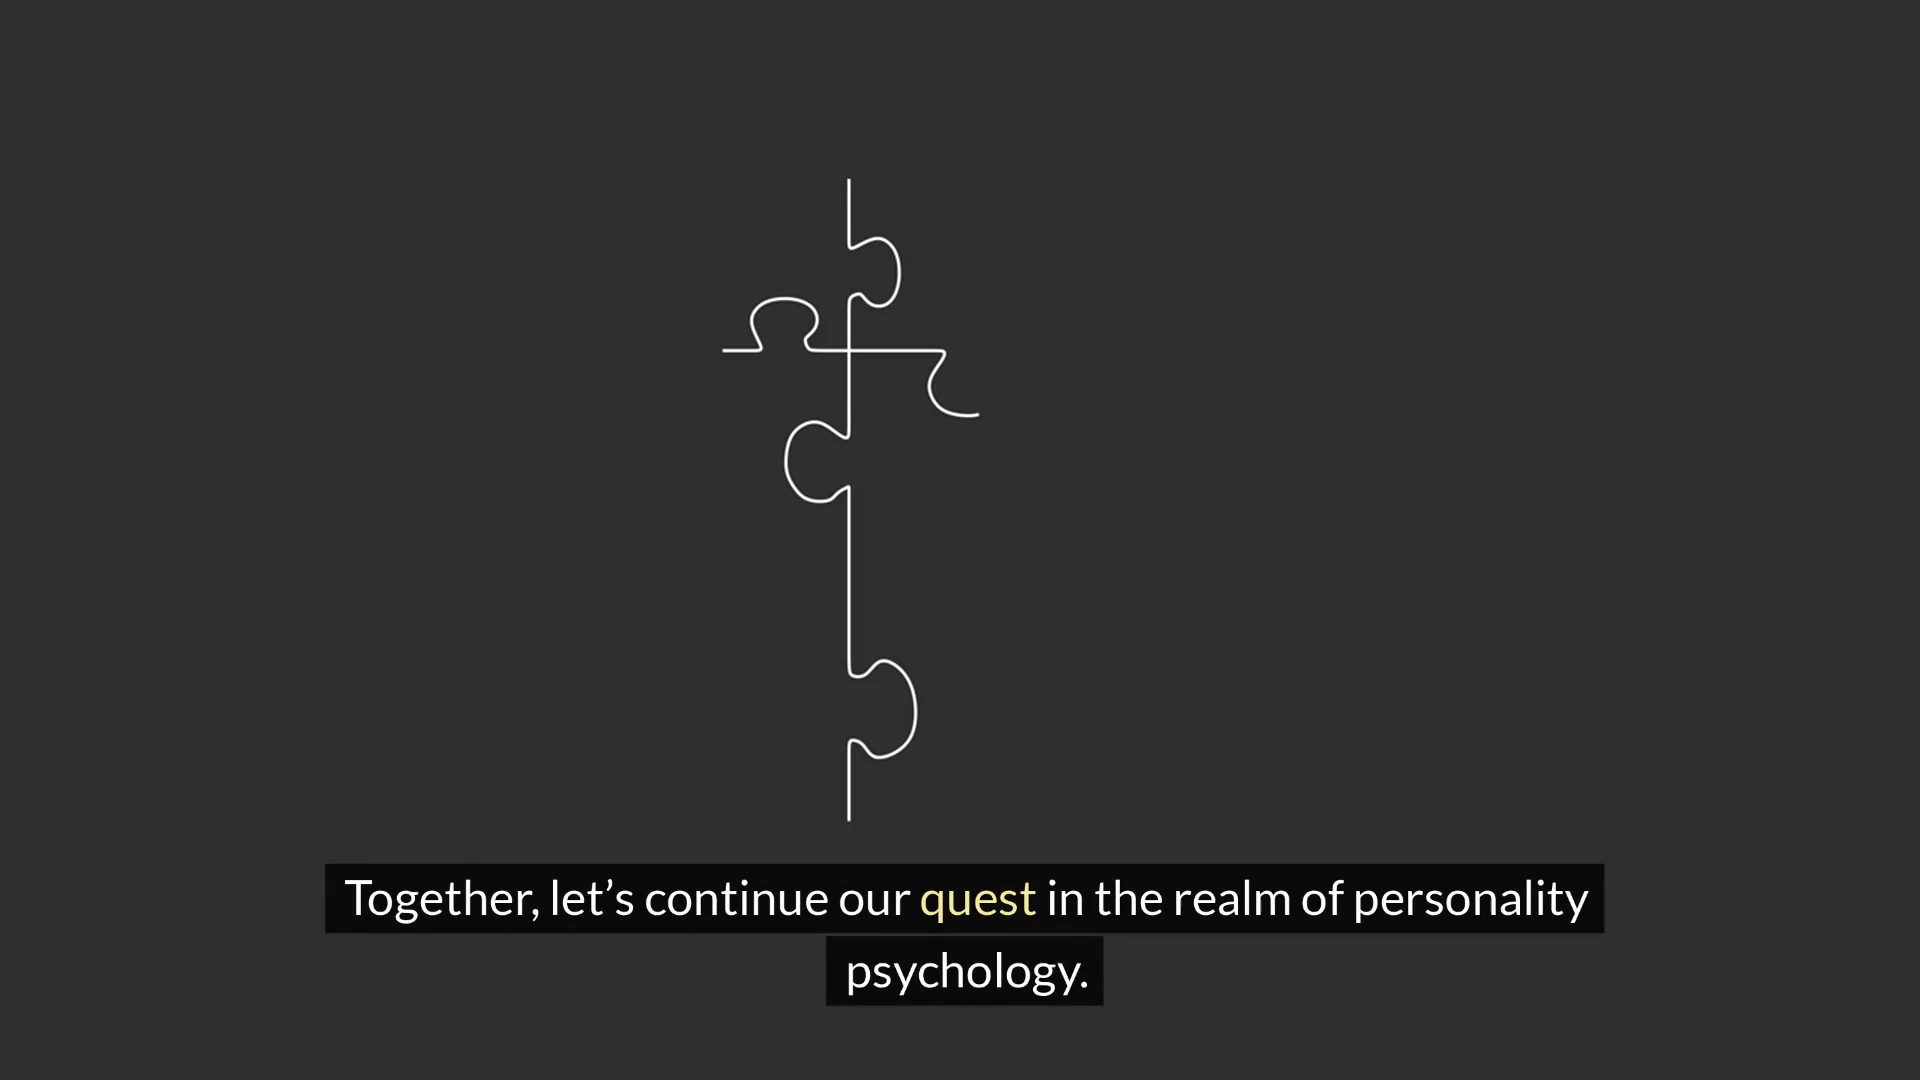 Together, let’s continue our quest in the realm of personality
psychology.